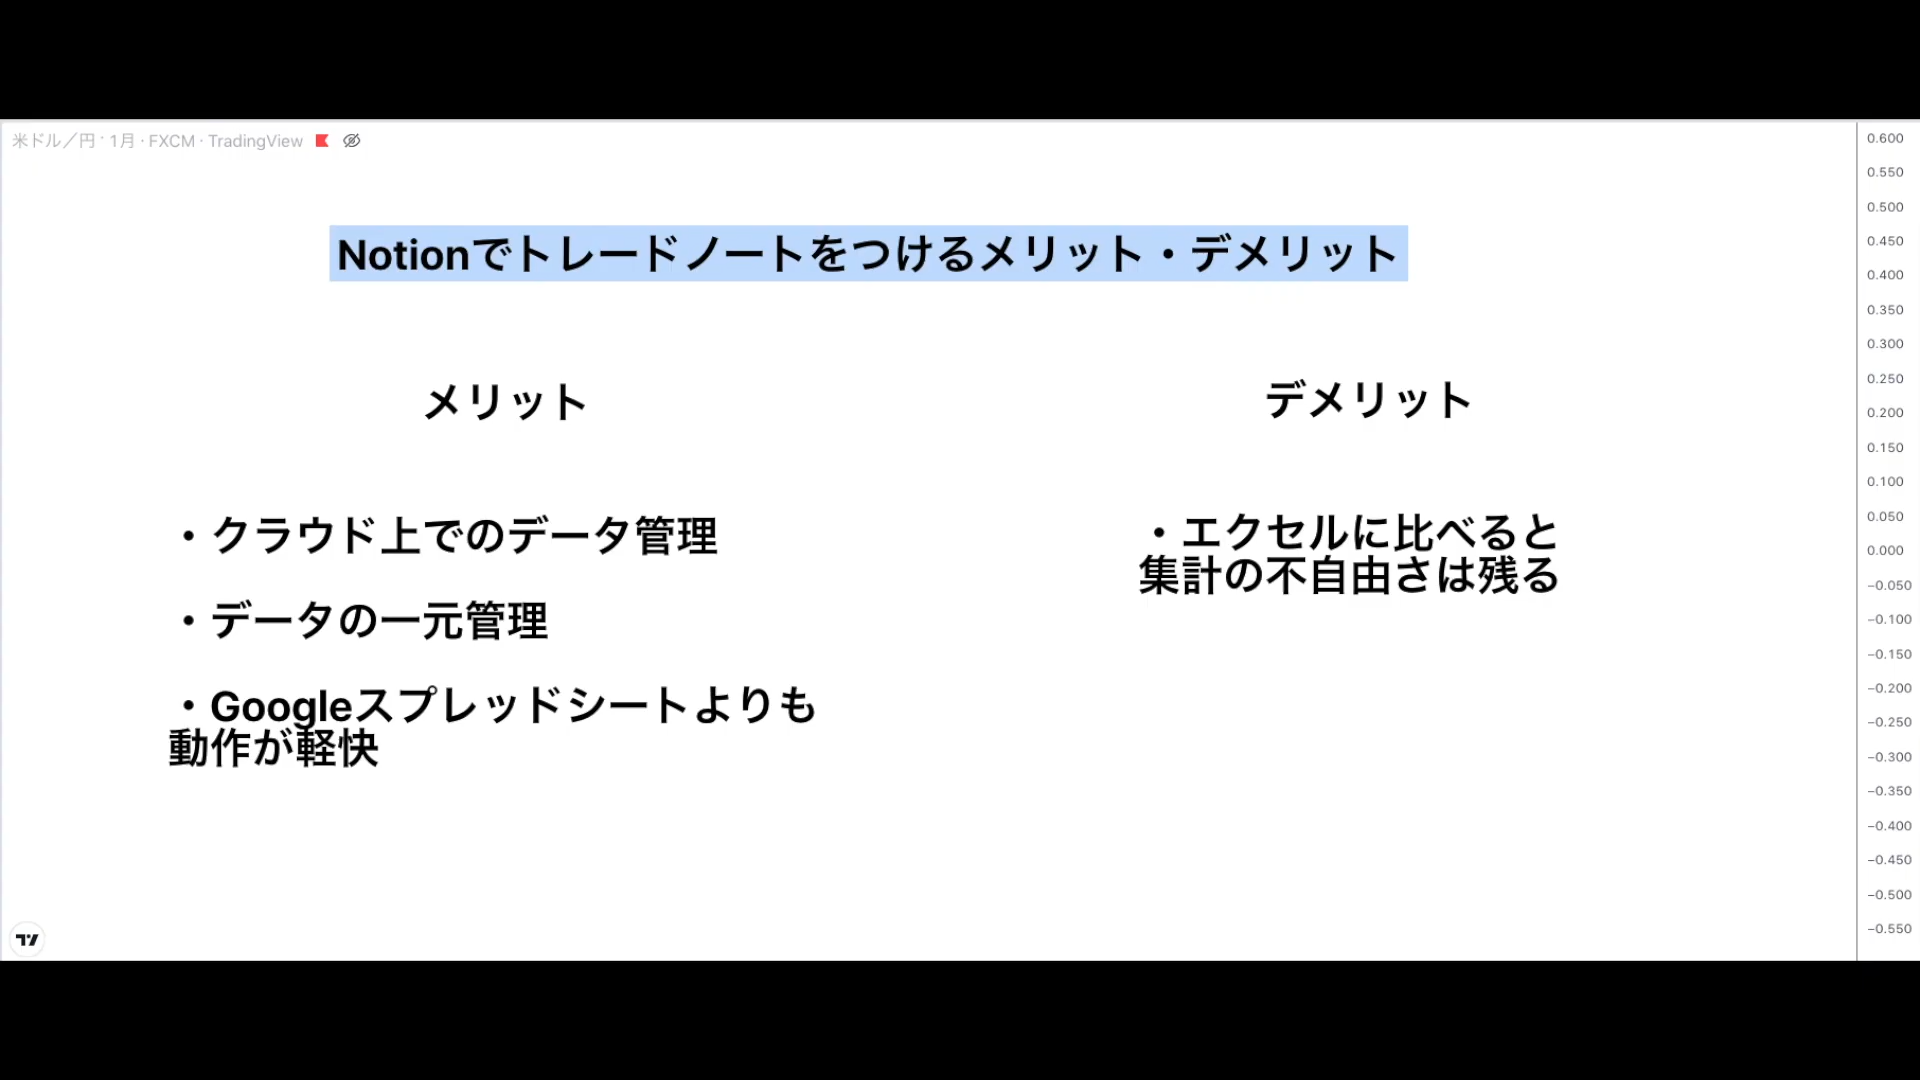 米ドル／円・1月・FXCM・TradingView
Notionでトレードノートをつけるメリット・デメリット
メリット
・クラウド上でのデータ管理
・データの一元管理
・Googleスプレッドシートよりも
動作が軽快
デメリット
・エクセルに比べると
集計の不自由さは残る
0.600
0.550
0.500
0.450
0.400
0.350
0.300
0.250
0.200
0.150
0.100
0.050
0.000
−0.050
−0.100
−0.150
−0.200
−0.250
−0.300
−0.350
−0.400
−0.450
−0.500
−0.550